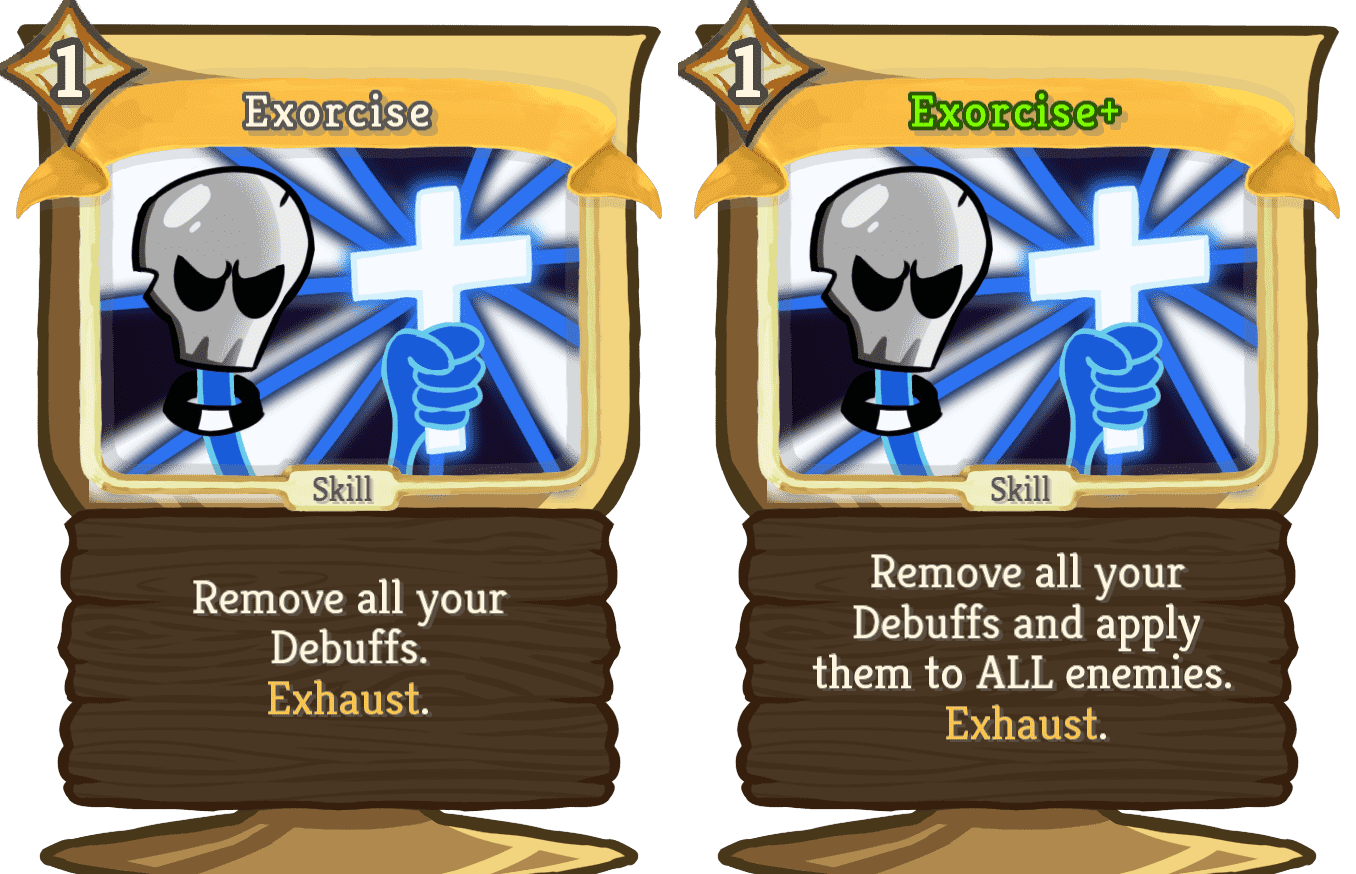 1
Exorcise
Skill
Remove all your
Debuffs.
Exhaust.
1
Exorcise+
Skill
Remove all your
Debuffs and apply
them to ALL enemies.
Exhaust.